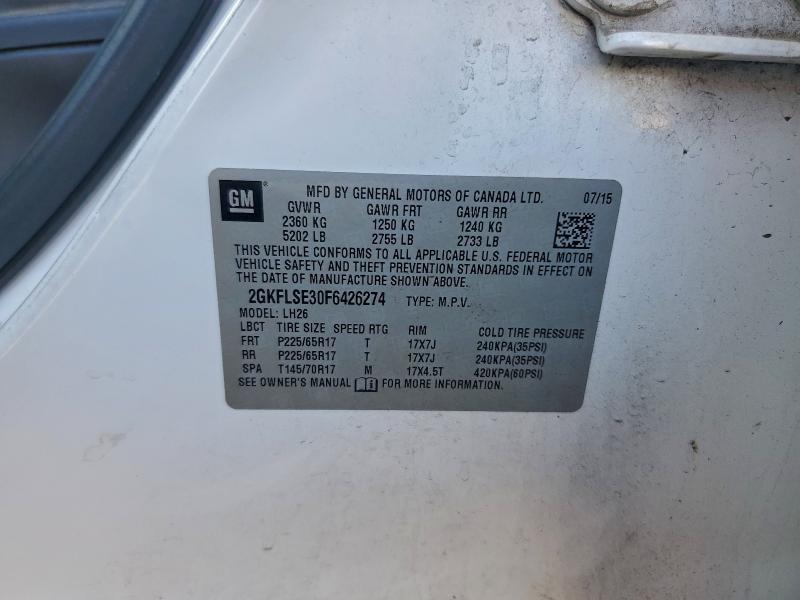 GM ® MFD BY GENERAL MOTORS OF CANADA LTD. 07/15
GVWR GAWR FRT GAWR RR
2360 KG 1250 KG 1240 KG
5202 LB 2755 LB 2733 LB
THIS VEHICLE CONFORMS TO ALL APPLICABLE U.S. FEDERAL MOTOR
VEHICLE SAFETY AND THEFT PREVENTION STANDARDS IN EFFECT ON
THE DATE OF MANUFACTURE SHOWN ABOVE.
2GKFLSE30F6426274 TYPE: M.P.V.
MODEL: LH26
LBCT TIRE SIZE SPEED RTG RIM COLD TIRE PRESSURE
FRT P225/65R17 T 17X7J 240KPA(35PSI)
RR P225/65R17 T 17X7J 240KPA(35PSI)
SPA T145/70R17 M 17X4.5T 420KPA(60PSI)
SEE OWNER'S MANUAL FOR MORE INFORMATION.